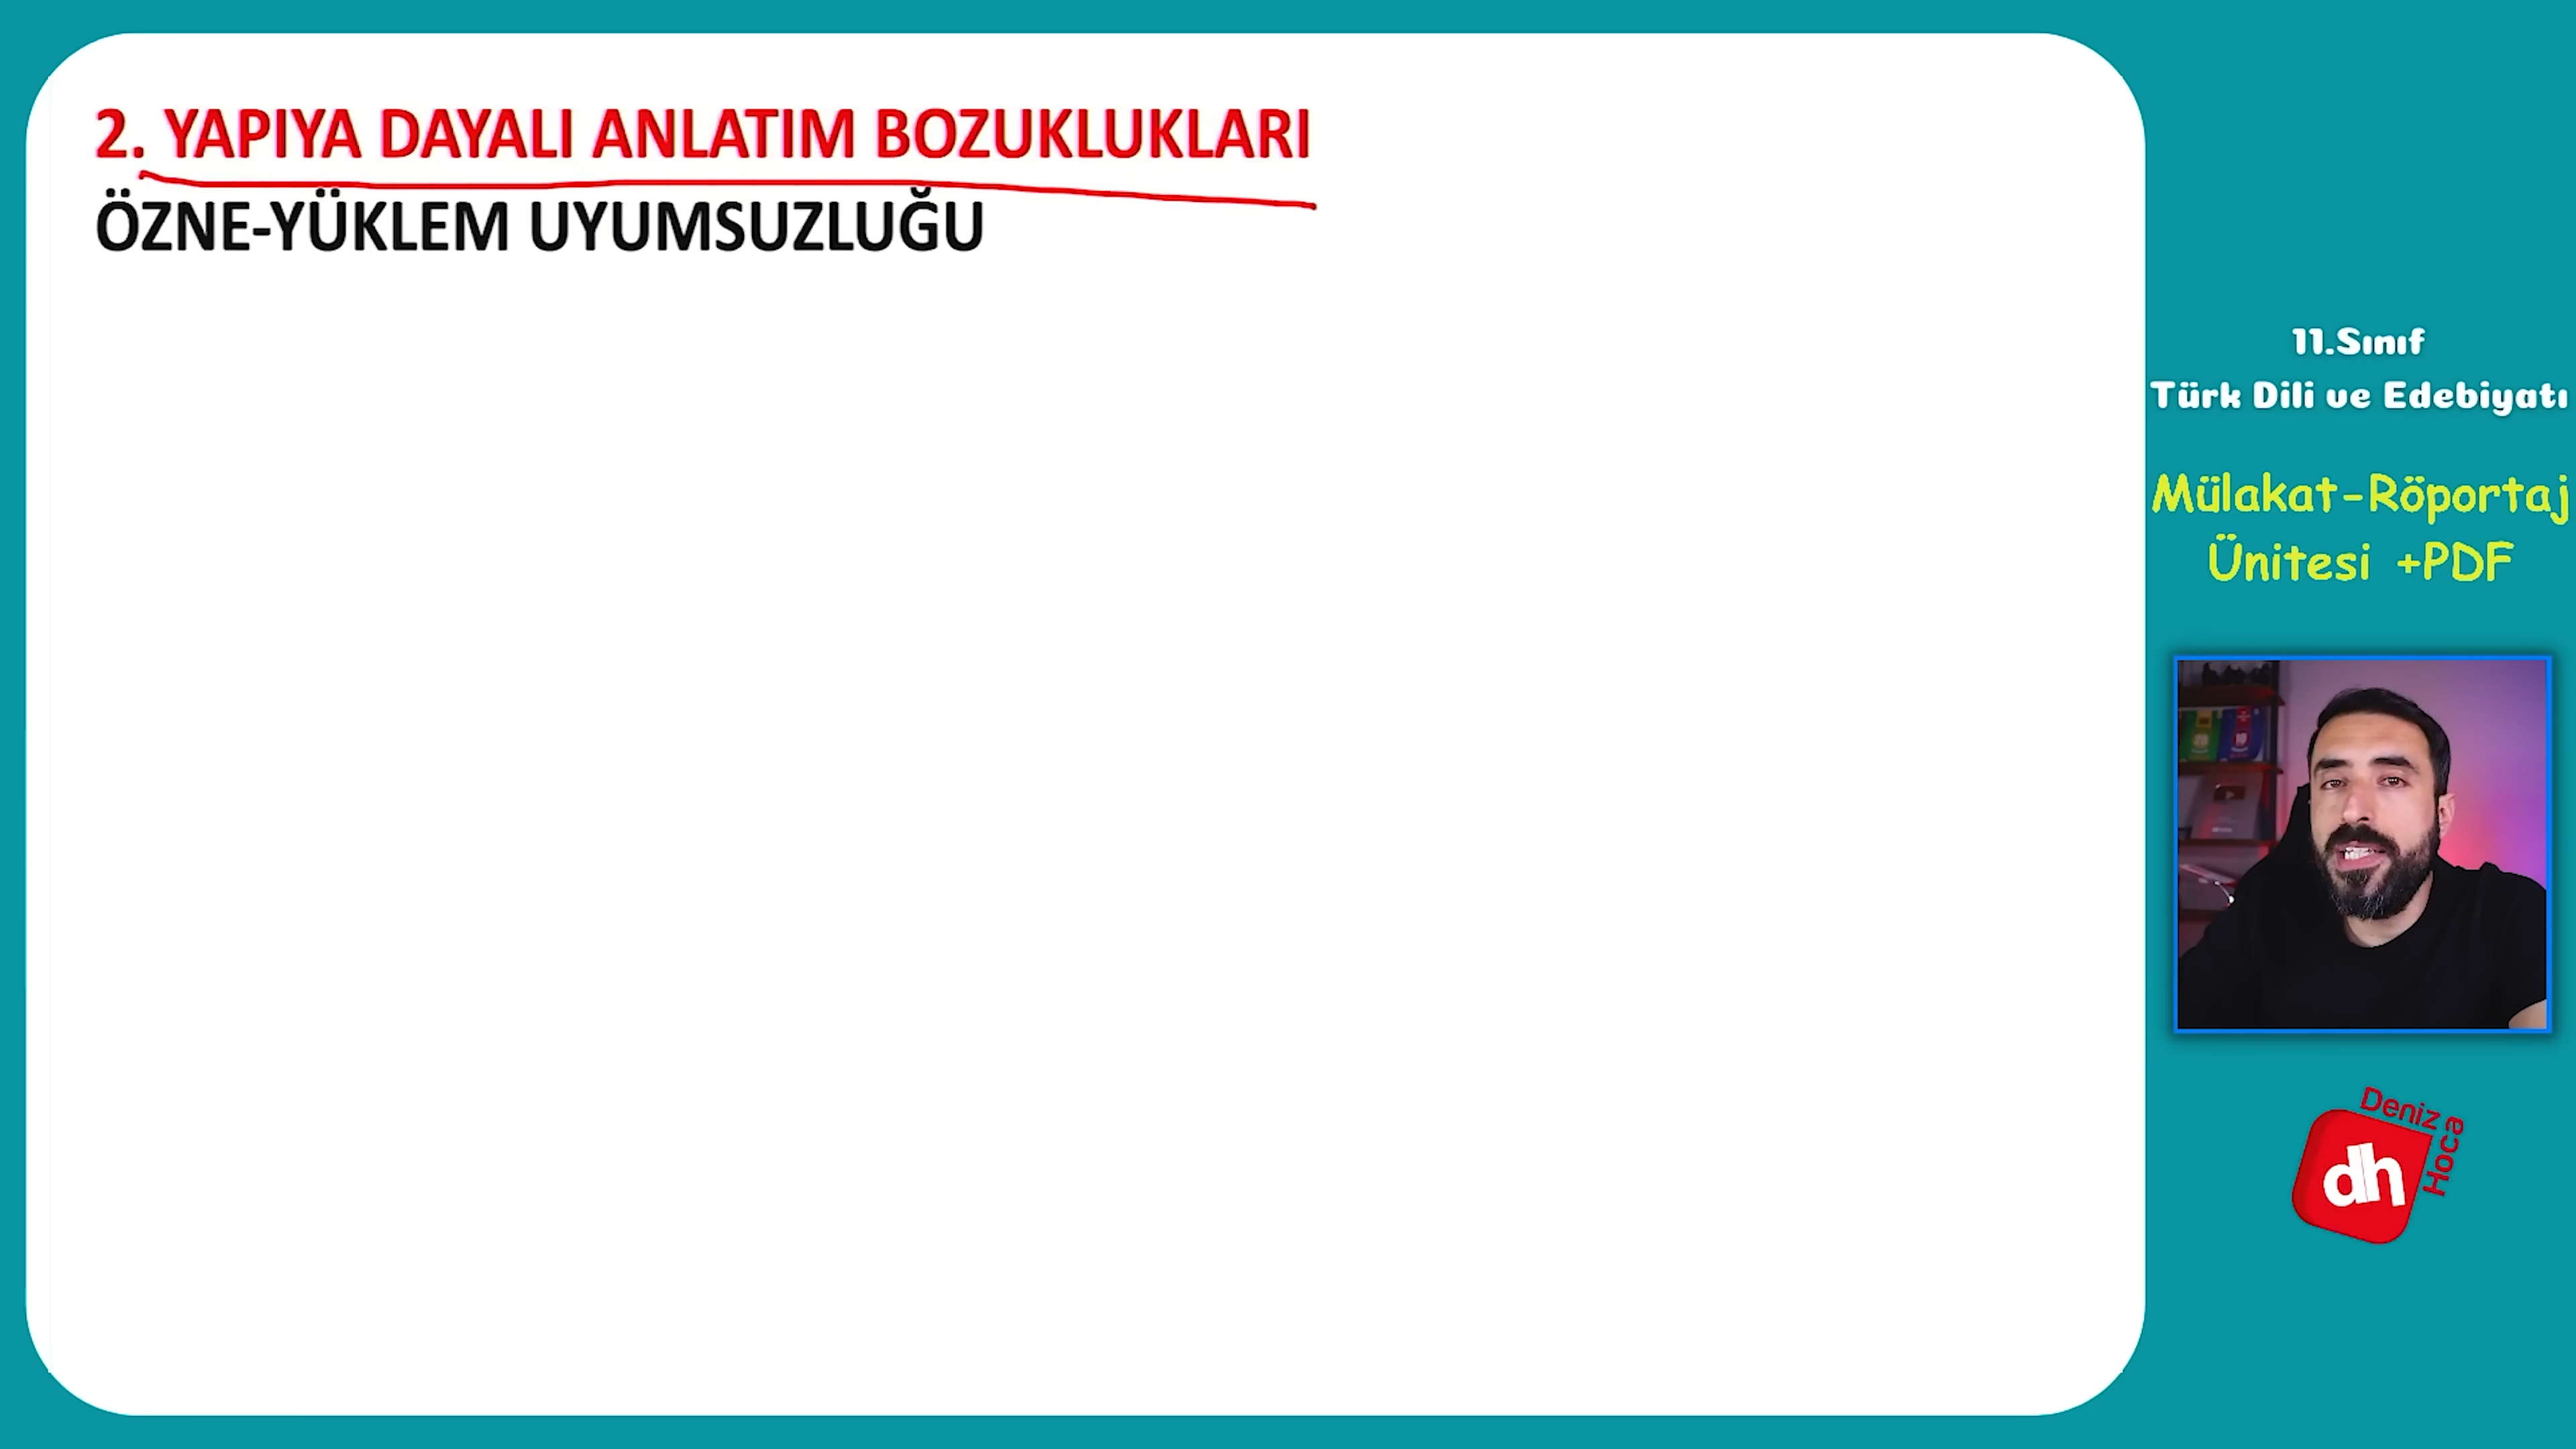 2. YAPIYA DAYALI ANLATIM BOZUKLUKLARI
ÖZNE-YÜKLEM UYUMSUZLUĞU
11.Sınıf
Türk Dili ve Edebiyatı
Mülakat-Röportaj
Ünitesi +PDF
Deniz Hoca
dh